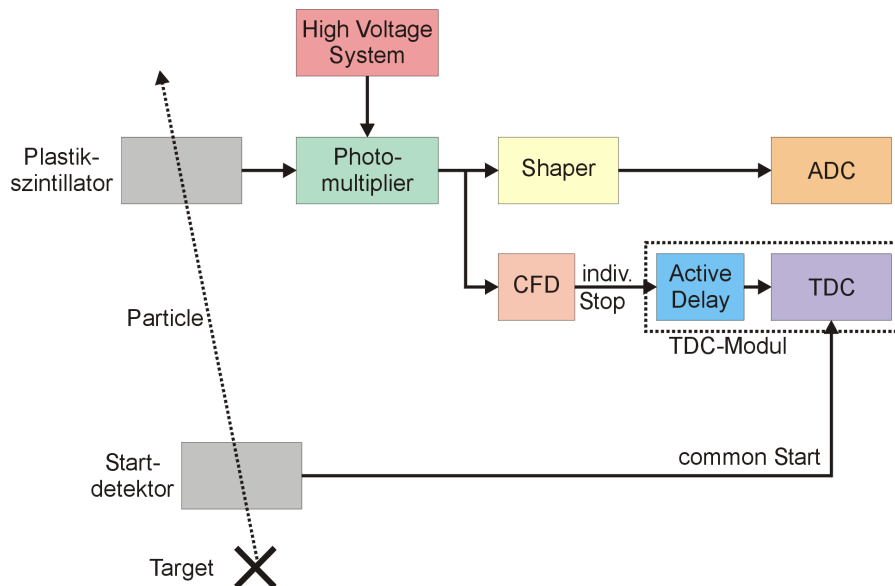 High Voltage
System
Plastik-
szintillator
Photo-
multiplier
Shaper
ADC
CFD
indiv.
Stop
Active
Delay
TDC
TDC-Modul
Particle
Start-
detektor
common Start
Target